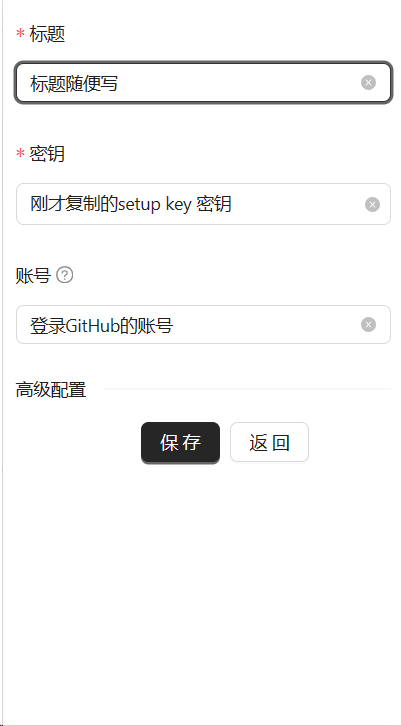 * 标题
标题随便写
* 密钥
刚才复制的setup key 密钥
账号 ?
登录GitHub的账号
高级配置
保存 返回